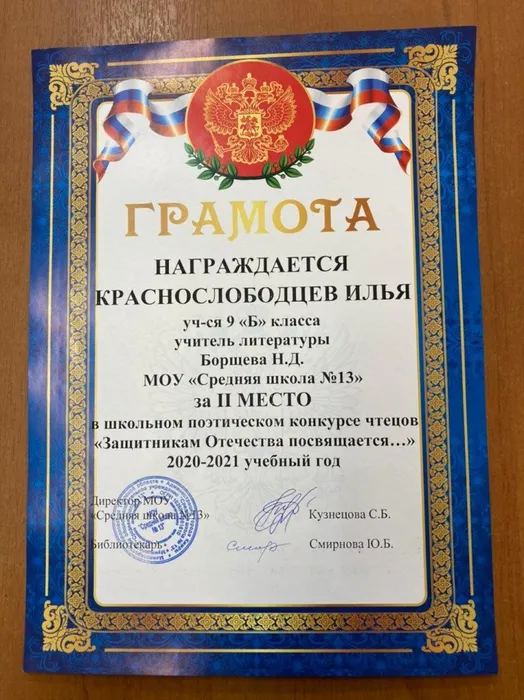 ГРАМОТА
НАГРАЖДАЕТСЯ
КРАСНОСЛОБОДЦЕВ ИЛЬЯ
уч-ся 9 «Б» класса
учитель литературы
Борщева Н.Д.
МОУ «Средняя школа №13»
за II МЕСТО
в школьном поэтическом конкурсе чтецов
«Защитникам Отечества посвящается…»
2020-2021 учебный год
Директор МОУ
«Средняя школа №13» Кузнецова С.Б.
Библиотекарь Смирнова Ю.Б.